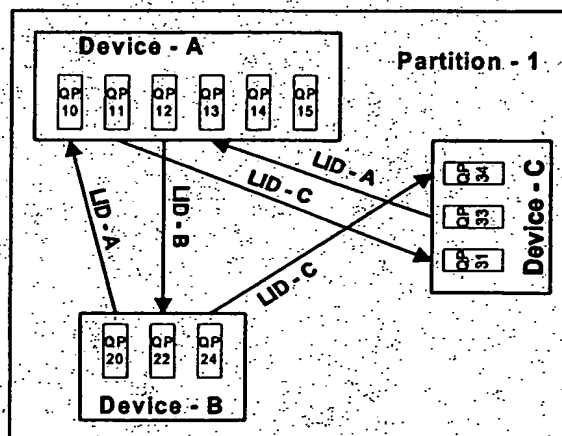 Device - A
Partition - 1
QP 10
QP 11
QP 12
QP 13
QP 14
QP 15
LID - A
LID - B
LID - C
LID - A
LID - C
QP 34
QP 33
QP 31
Device - C
QP 20
QP 22
QP 24
Device - B